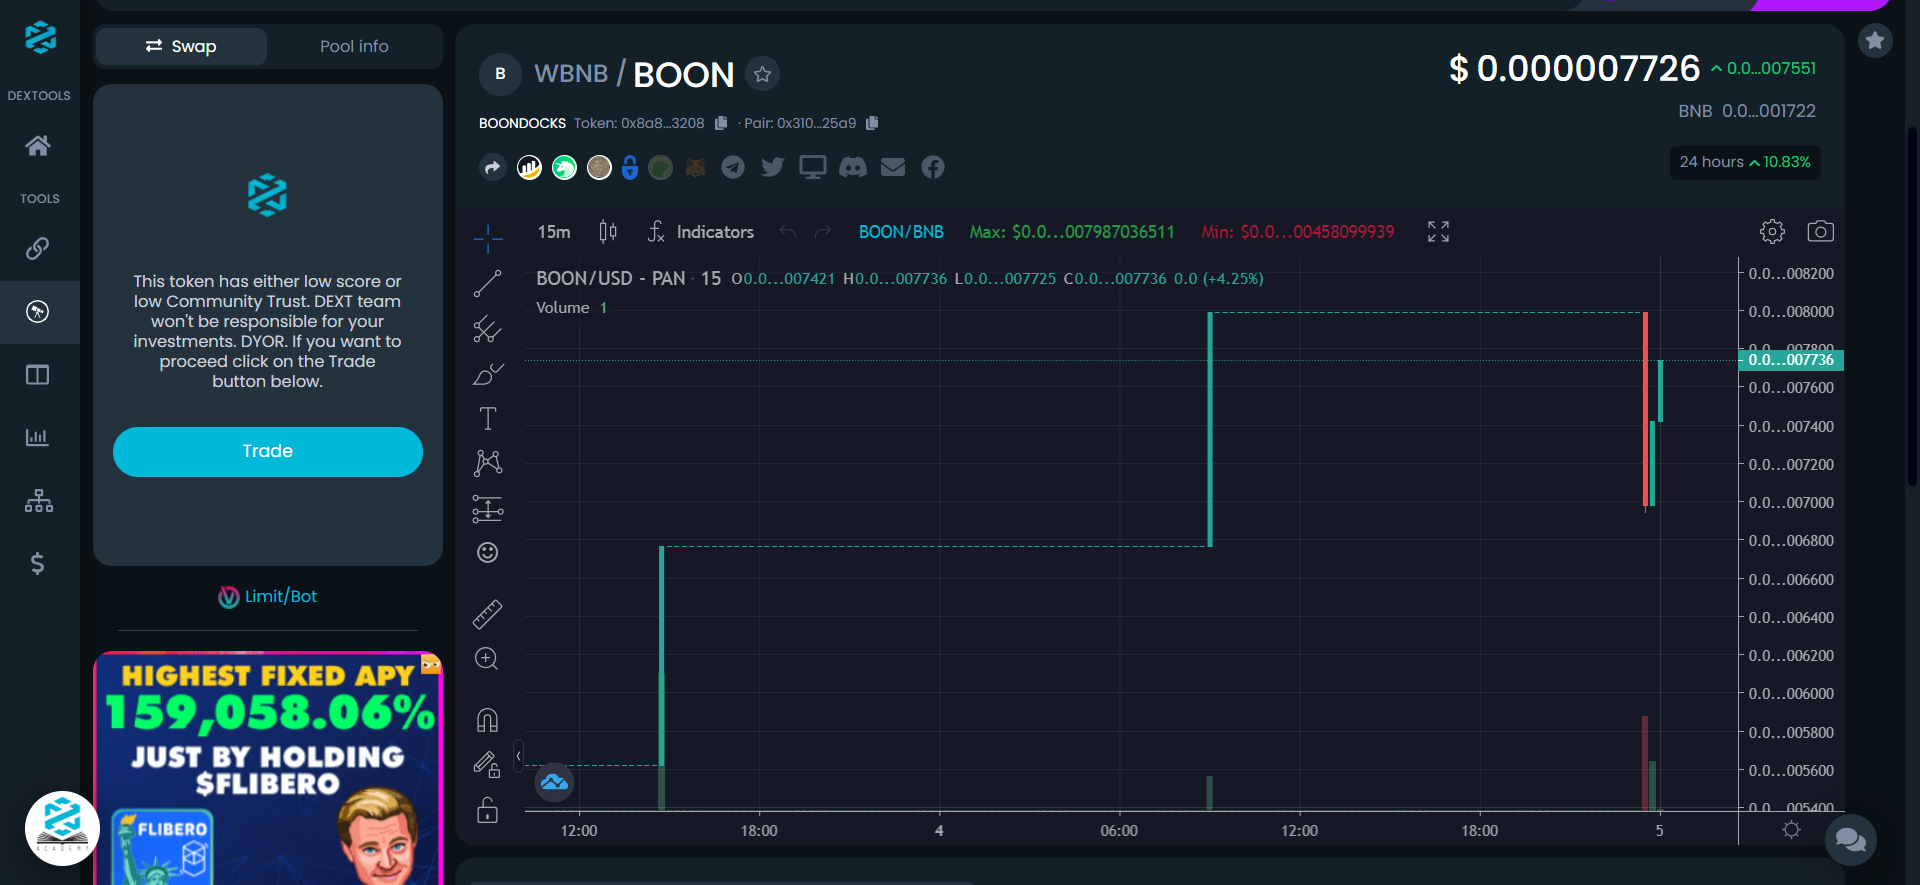 DEXTOOLS
TOOLS
Swap
Pool info
This token has either low score or
low Community Trust. DEXT team
won't be responsible for your
investments. DYOR. If you want to
proceed click on the Trade
button below.
Trade
Limit/Bot
HIGHEST FIXED APY
159,058.06%
JUST BY HOLDING
$FLIBERO
FLIBERO
ACADEMY
B
WBNB / BOON
BOONDOCKS Token: 0x8a8...3208 · Pair: 0x310...25a9
$ 0.000007726 0.0...007551
BNB 0.0...001722
24 hours 10.83%
15m Indicators BOON/BNB Max: $0.0...007987036511 Min: $0.0...00458099939
BOON/USD - PAN · 15 O0.0...007421 H0.0...007736 L0.0...007725 C0.0...007736 0.0 (+4.25%)
Volume 1
0.0...008200
0.0...008000
0.0...007800
0.0...007736
0.0...007600
0.0...007400
0.0...007200
0.0...007000
0.0...006800
0.0...006600
0.0...006400
0.0...006200
0.0...006000
0.0...005800
0.0...005600
0.0...005400
12:00 18:00 4 06:00 12:00 18:00 5